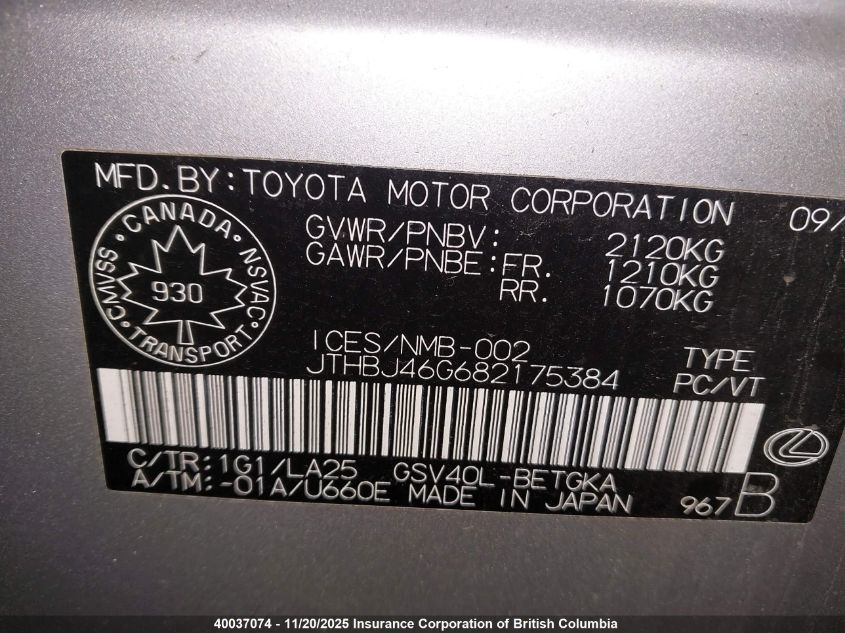 MFD.BY:TOYOTA MOTOR CORPORATION 09/
CANADA
CMVSS NSVAC
930
TRANSPORT
GVWR/PNBV: 2120KG
GAWR/PNBE:FR. 1210KG
RR. 1070KG
ICES/NMB-002
JTHBJ46G682175384
TYPE
PC/VT
C/TR:1G1/LA25 GSV40L-BETGKA
A/TM:-01A/U660E MADE IN JAPAN 967B
40037074 - 11/20/2025 Insurance Corporation of British Columbia